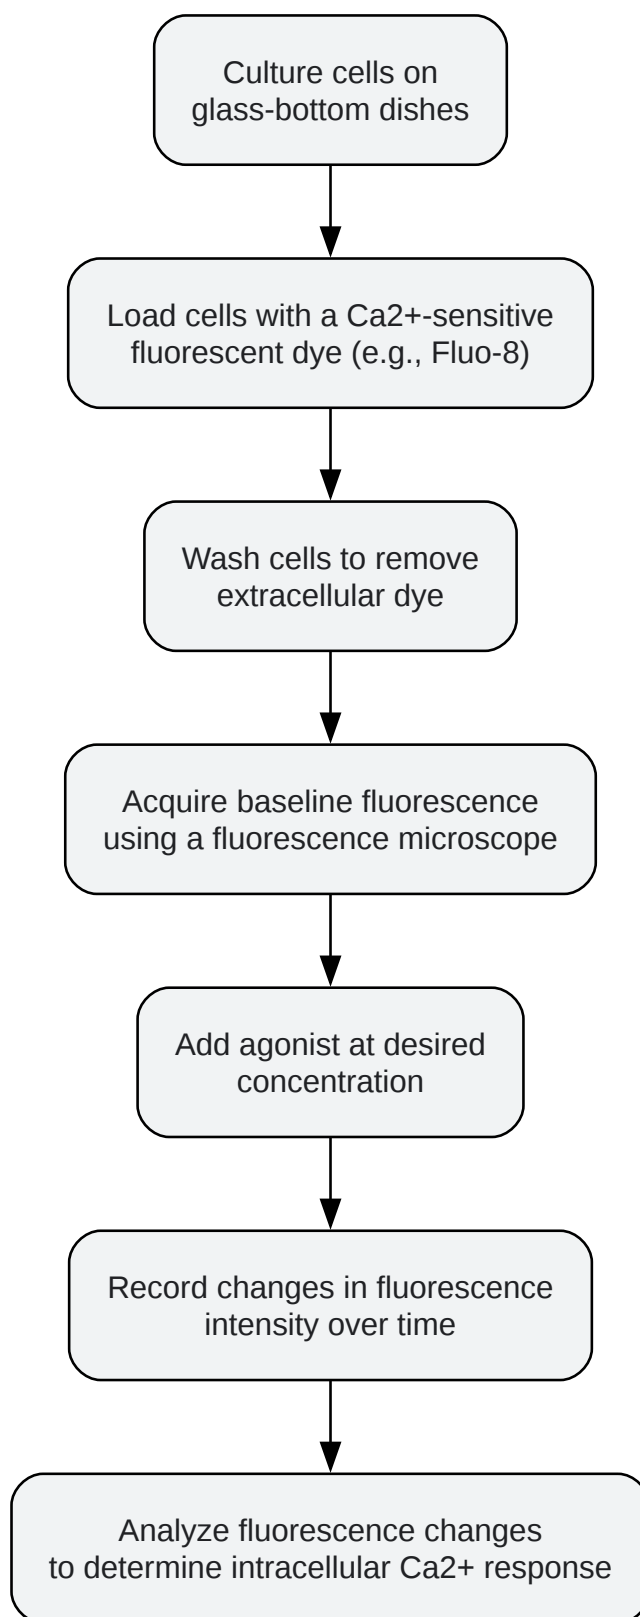 Culture cells on
glass-bottom dishes
Load cells with a Ca2+-sensitive
fluorescent dye (e.g., Fluo-8)
Wash cells to remove
extracellular dye
Acquire baseline fluorescence
using a fluorescence microscope
Add agonist at desired
concentration
Record changes in fluorescence
intensity over time
Analyze fluorescence changes
to determine intracellular Ca2+ response